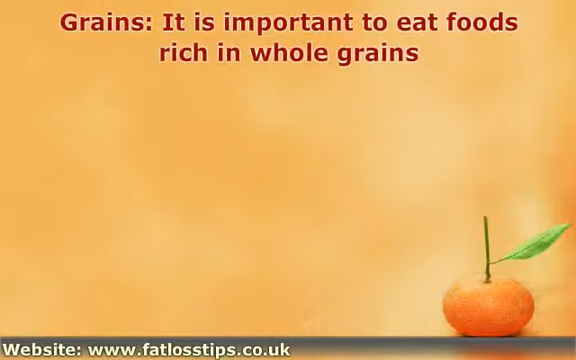 Grains: It is important to eat foods
rich in whole grains
Website: www.fatlosstips.co.uk